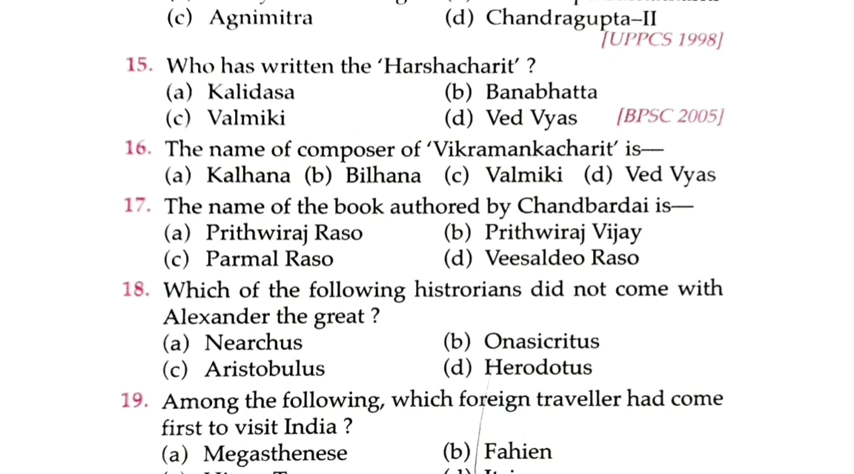 (c) Agnimitra (d) Chandragupta–II
[UPPCS 1998]
15. Who has written the ‘Harshacharit’ ?
(a) Kalidasa (b) Banabhatta
(c) Valmiki (d) Ved Vyas [BPSC 2005]
16. The name of composer of ‘Vikramankacharit’ is—
(a) Kalhana (b) Bilhana (c) Valmiki (d) Ved Vyas
17. The name of the book authored by Chandbardai is—
(a) Prithwiraj Raso (b) Prithwiraj Vijay
(c) Parmal Raso (d) Veesaldeo Raso
18. Which of the following histrorians did not come with
Alexander the great ?
(a) Nearchus (b) Onasicritus
(c) Aristobulus (d) Herodotus
19. Among the following, which foreign traveller had come
first to visit India ?
(a) Megasthenese (b) Fahien